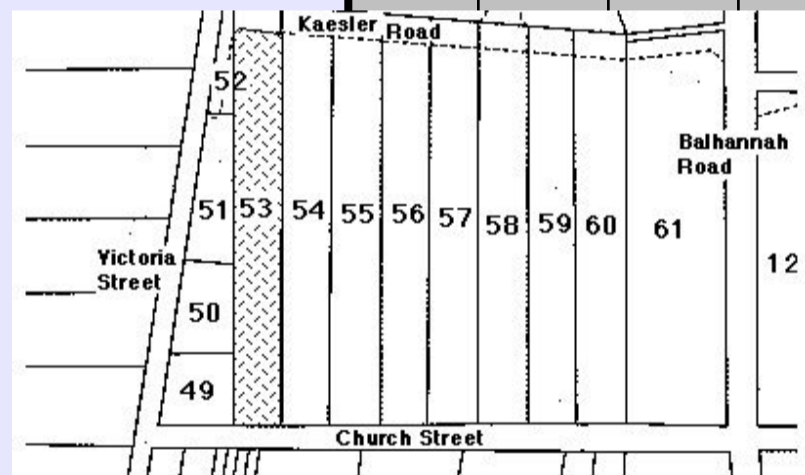 Kaesler Road
52
Balhannah
Road
51 53 54 55 56 57 58 59 60 61
Victoria
Street
12
50
49
Church Street